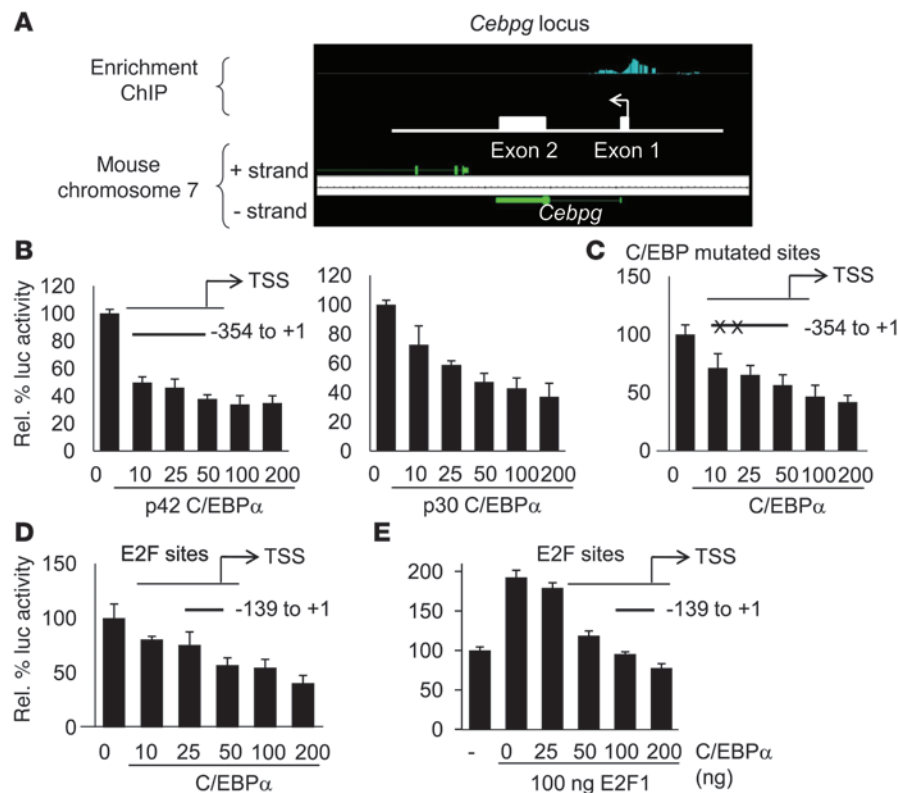 A
Cebpg locus
Enrichment
ChIP
Exon 2 Exon 1
Mouse
chromosome 7
+ strand
- strand
Cebpg
B
Rel. % luc activity
120
100
80
60
40
20
0
TSS
-354 to +1
0 10 25 50 100 200
p42 C/EBPα
120
100
80
60
40
20
0
0 10 25 50 100 200
p30 C/EBPα
C
C/EBP mutated sites
150
100
50
0
TSS
X X
-354 to +1
0 10 25 50 100 200
C/EBPα
D
Rel. % luc activity
150
100
50
0
E2F sites
TSS
-139 to +1
0 10 25 50 100 200
C/EBPα
E
200
150
100
50
0
E2F sites
TSS
-139 to +1
- 0 25 50 100 200 C/EBPα
(ng)
100 ng E2F1